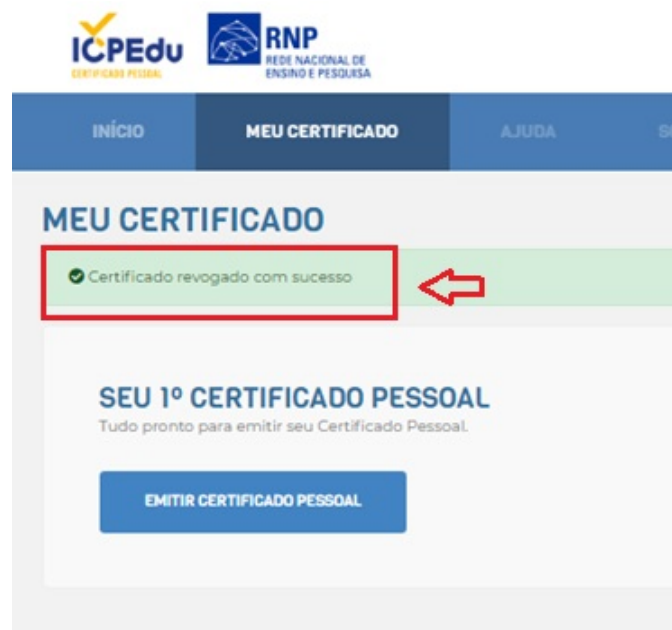 ICPEdu
CERTIFICADO PESSOAL
RNP
REDE NACIONAL DE
ENSINO E PESQUISA
INÍCIO
MEU CERTIFICADO
AJUDA
MEU CERTIFICADO
Certificado revogado com sucesso
SEU 1º CERTIFICADO PESSOAL
Tudo pronto para emitir seu Certificado Pessoal.
EMITIR CERTIFICADO PESSOAL